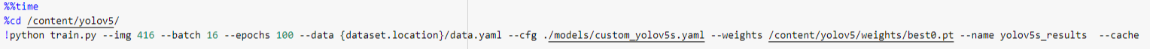 %%time
%cd /content/yolov5/
!python train.py --img 416 --batch 16 --epochs 100 --data {dataset.location}/data.yaml --cfg ./models/custom_yolov5s.yaml --weights /content/yolov5/weights/best0.pt --name yolov5s_results  --cache